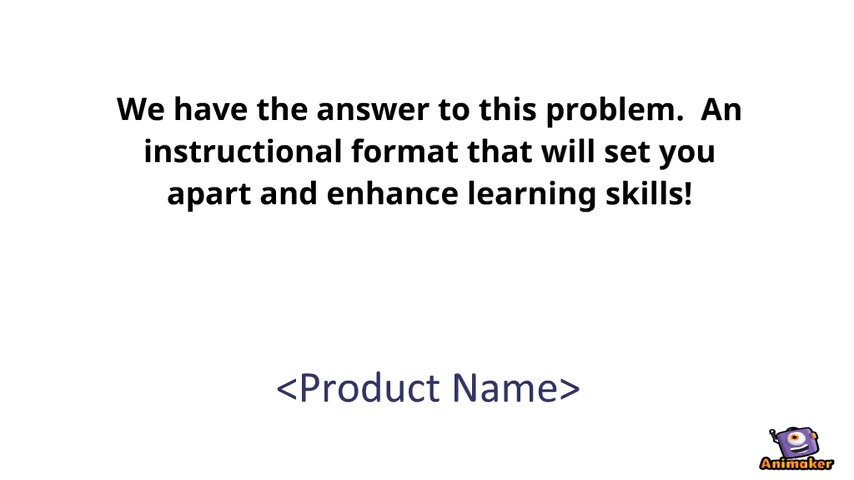 We have the answer to this problem.  An
instructional format that will set you
apart and enhance learning skills!
<Product Name>
Animaker